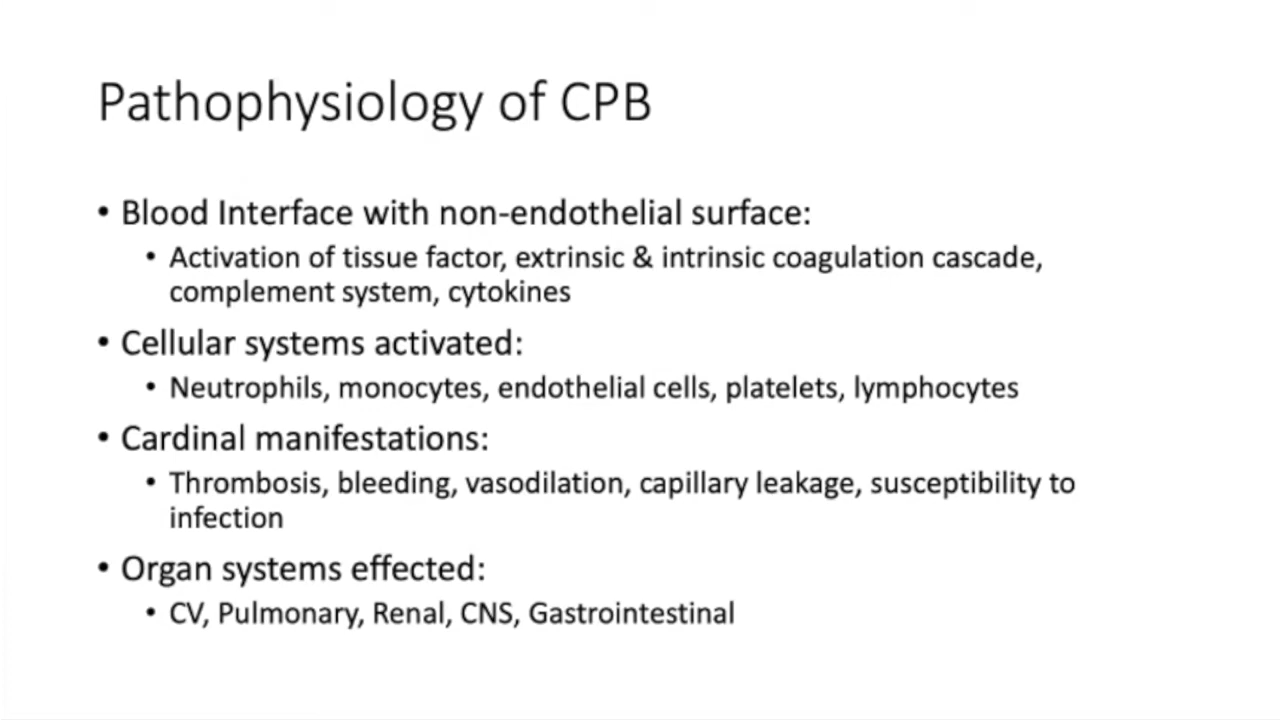 Pathophysiology of CPB
• Blood Interface with non-endothelial surface:
• Activation of tissue factor, extrinsic & intrinsic coagulation cascade,
complement system, cytokines
• Cellular systems activated:
• Neutrophils, monocytes, endothelial cells, platelets, lymphocytes
• Cardinal manifestations:
• Thrombosis, bleeding, vasodilation, capillary leakage, susceptibility to
infection
• Organ systems effected:
• CV, Pulmonary, Renal, CNS, Gastrointestinal